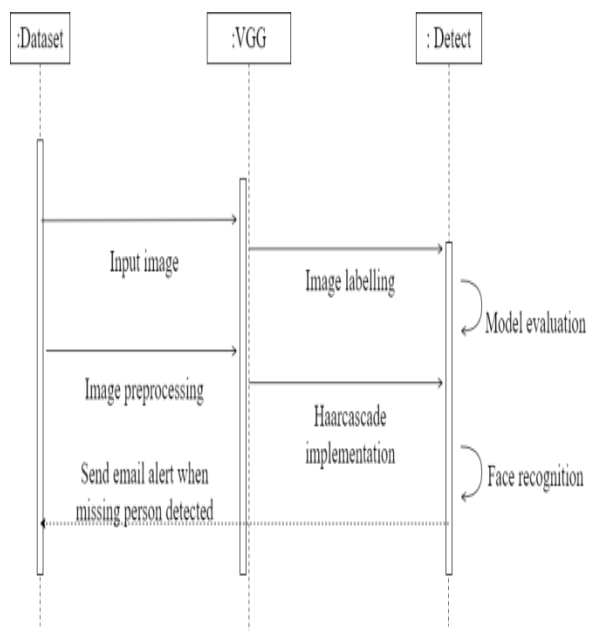 :Dataset
:VGG
: Detect
Input image
Image labelling
Model evaluation
Image preprocessing
Haarcascade
implementation
Send email alert when
missing person detected
Face recognition